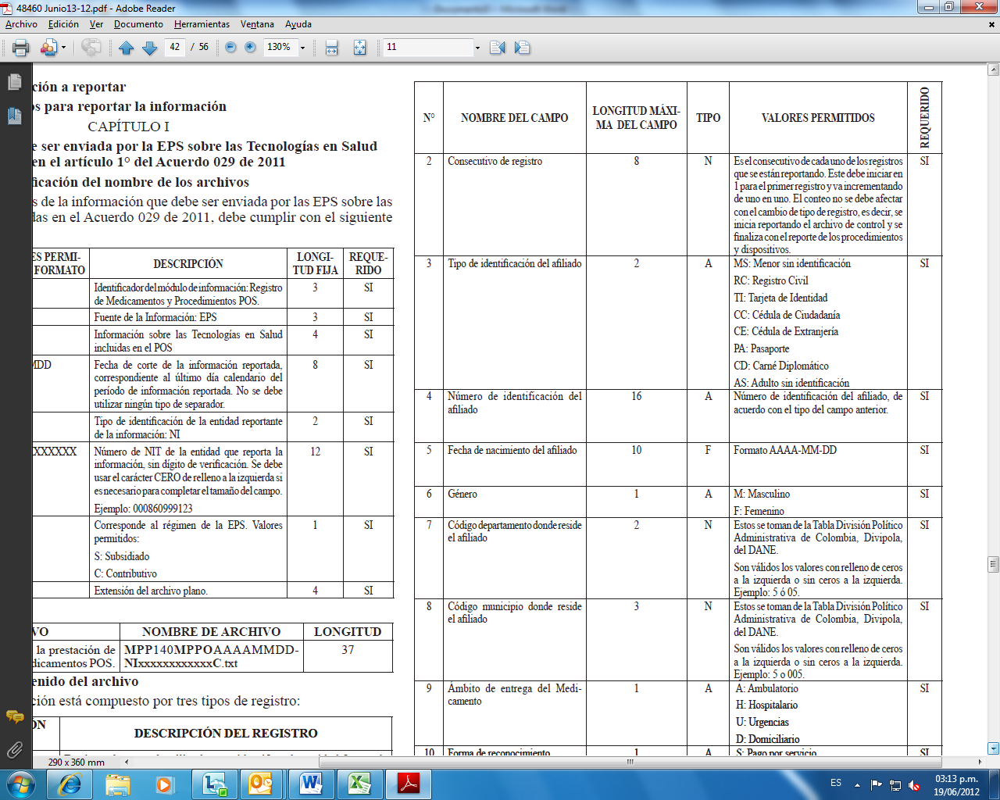 48460 Junio13-12.pdf - Adobe Reader
Archivo Edición Ver Documento Herramientas Ventana Ayuda
42 / 56 130% 11
ción a reportar
os para reportar la información
CAPÍTULO I
e ser enviada por la EPS sobre las Tecnologías en Salud
en el artículo 1° del Acuerdo 029 de 2011
ificación del nombre de los archivos
s de la información que debe ser enviada por las EPS sobre las
das en el Acuerdo 029 de 2011, debe cumplir con el siguiente
ES PERMI-
FORMATO
DESCRIPCIÓN
LONGI-
TUD FIJA
REQUE-
RIDO
Identificador del módulo de información: Registro
de Medicamentos y Procedimientos POS.
3 SI
Fuente de la Información: EPS 3 SI
Información sobre las Tecnologías en Salud
incluidas en el POS
4 SI
MDD
Fecha de corte de la información reportada,
correspondiente al último día calendario del
período de información reportada. No se debe
utilizar ningún tipo de separador.
8 SI
Tipo de identificación de la entidad reportante
de la información: NI
2 SI
XXXXXXX
Número de NIT de la entidad que reporta la
información, sin dígito de verificación. Se debe
usar el carácter CERO de relleno a la izquierda si
es necesario para completar el tamaño del campo.
Ejemplo: 000860999123
12 SI
Corresponde al régimen de la EPS. Valores
permitidos:
S: Subsidiado
C: Contributivo
1 SI
Extensión del archivo plano. 4 SI
VO NOMBRE DE ARCHIVO LONGITUD
la prestación de
dicamentos POS.
MPP140MPPOAAAAMMDD-
NIxxxxxxxxxxxxC.txt
37
enido del archivo
ción está compuesto por tres tipos de registro:
ÓN
DESCRIPCIÓN DEL REGISTRO
N°
NOMBRE DEL CAMPO
LONGITUD MÁXI-
MA DEL CAMPO
TIPO
VALORES PERMITIDOS
REQUERIDO
2 Consecutivo de registro 8 N
Es el consecutivo de cada uno de los registros
que se están reportando. Este debe iniciar en
1 para el primer registro y va incrementando
de uno en uno. El conteo no se debe afectar
con el cambio de tipo de registro, es decir, se
inicia reportando el archivo de control y se
finaliza con el reporte de los procedimientos
y dispositivos.
SI
3 Tipo de identificación del afiliado 2 A
MS: Menor sin identificación
RC: Registro Civil
TI: Tarjeta de Identidad
CC: Cédula de Ciudadanía
CE: Cédula de Extranjería
PA: Pasaporte
CD: Carné Diplomático
AS: Adulto sin identificación
SI
4 Número de identificación del
afiliado
16 A
Número de identificación del afiliado, de
acuerdo con el tipo del campo anterior.
SI
5 Fecha de nacimiento del afiliado 10 F Formato AAAA-MM-DD SI
6 Género 1 A
M: Masculino
F: Femenino
SI
7 Código departamento donde reside
el afiliado
2 N
Estos se toman de la Tabla División Político
Administrativa de Colombia, Divipola,
del DANE.
Son válidos los valores con relleno de ceros
a la izquierda o sin ceros a la izquierda.
Ejemplo: 5 ó 05.
SI
8 Código municipio donde reside
el afiliado
3 N
Estos se toman de la Tabla División Político
Administrativa de Colombia, Divipola,
del DANE.
Son válidos los valores con relleno de ceros
a la izquierda o sin ceros a la izquierda.
Ejemplo: 5 o 005.
SI
9 Ámbito de entrega del Medi-
camento
1 A
A: Ambulatorio
H: Hospitalario
U: Urgencias
D: Domiciliario
SI
10 Forma de reconocimiento 1 A S: Pago por servicio SI
290 x 360 mm
ES
03:13 p.m.
19/06/2012